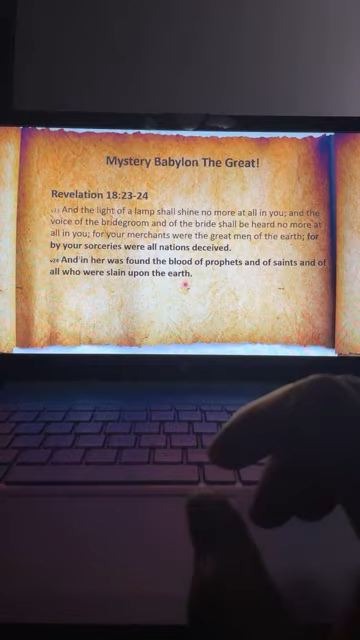 Mystery Babylon The Great!
Revelation 18:23-24
v23 And the light of a lamp shall shine no more at all in you; and the
voice of the bridegroom and of the bride shall be heard no more at
all in you; for your merchants were the great men of the earth; for
by your sorceries were all nations deceived.
v24 And in her was found the blood of prophets and of saints and of
all who were slain upon the earth.